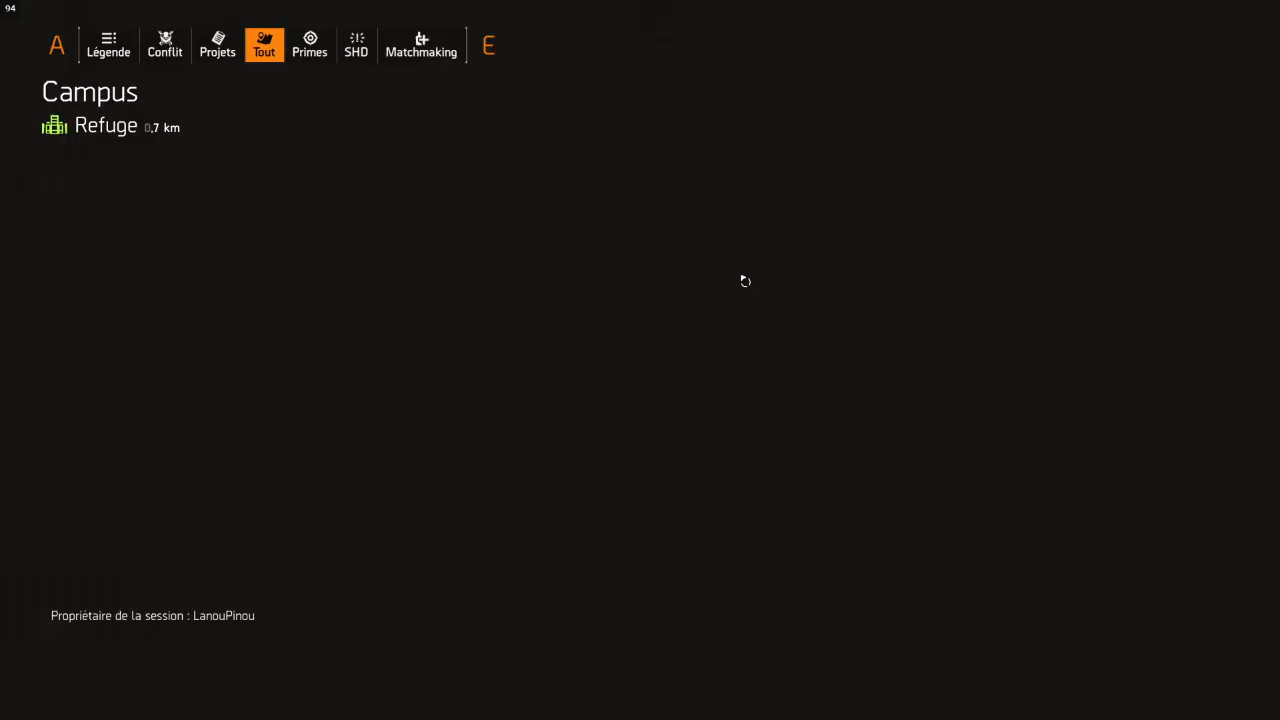 94
A Légende Conflit Projets Tout Primes SHD Matchmaking E
Campus
Refuge 0.7 km
Propriétaire de la session : LanouPinou